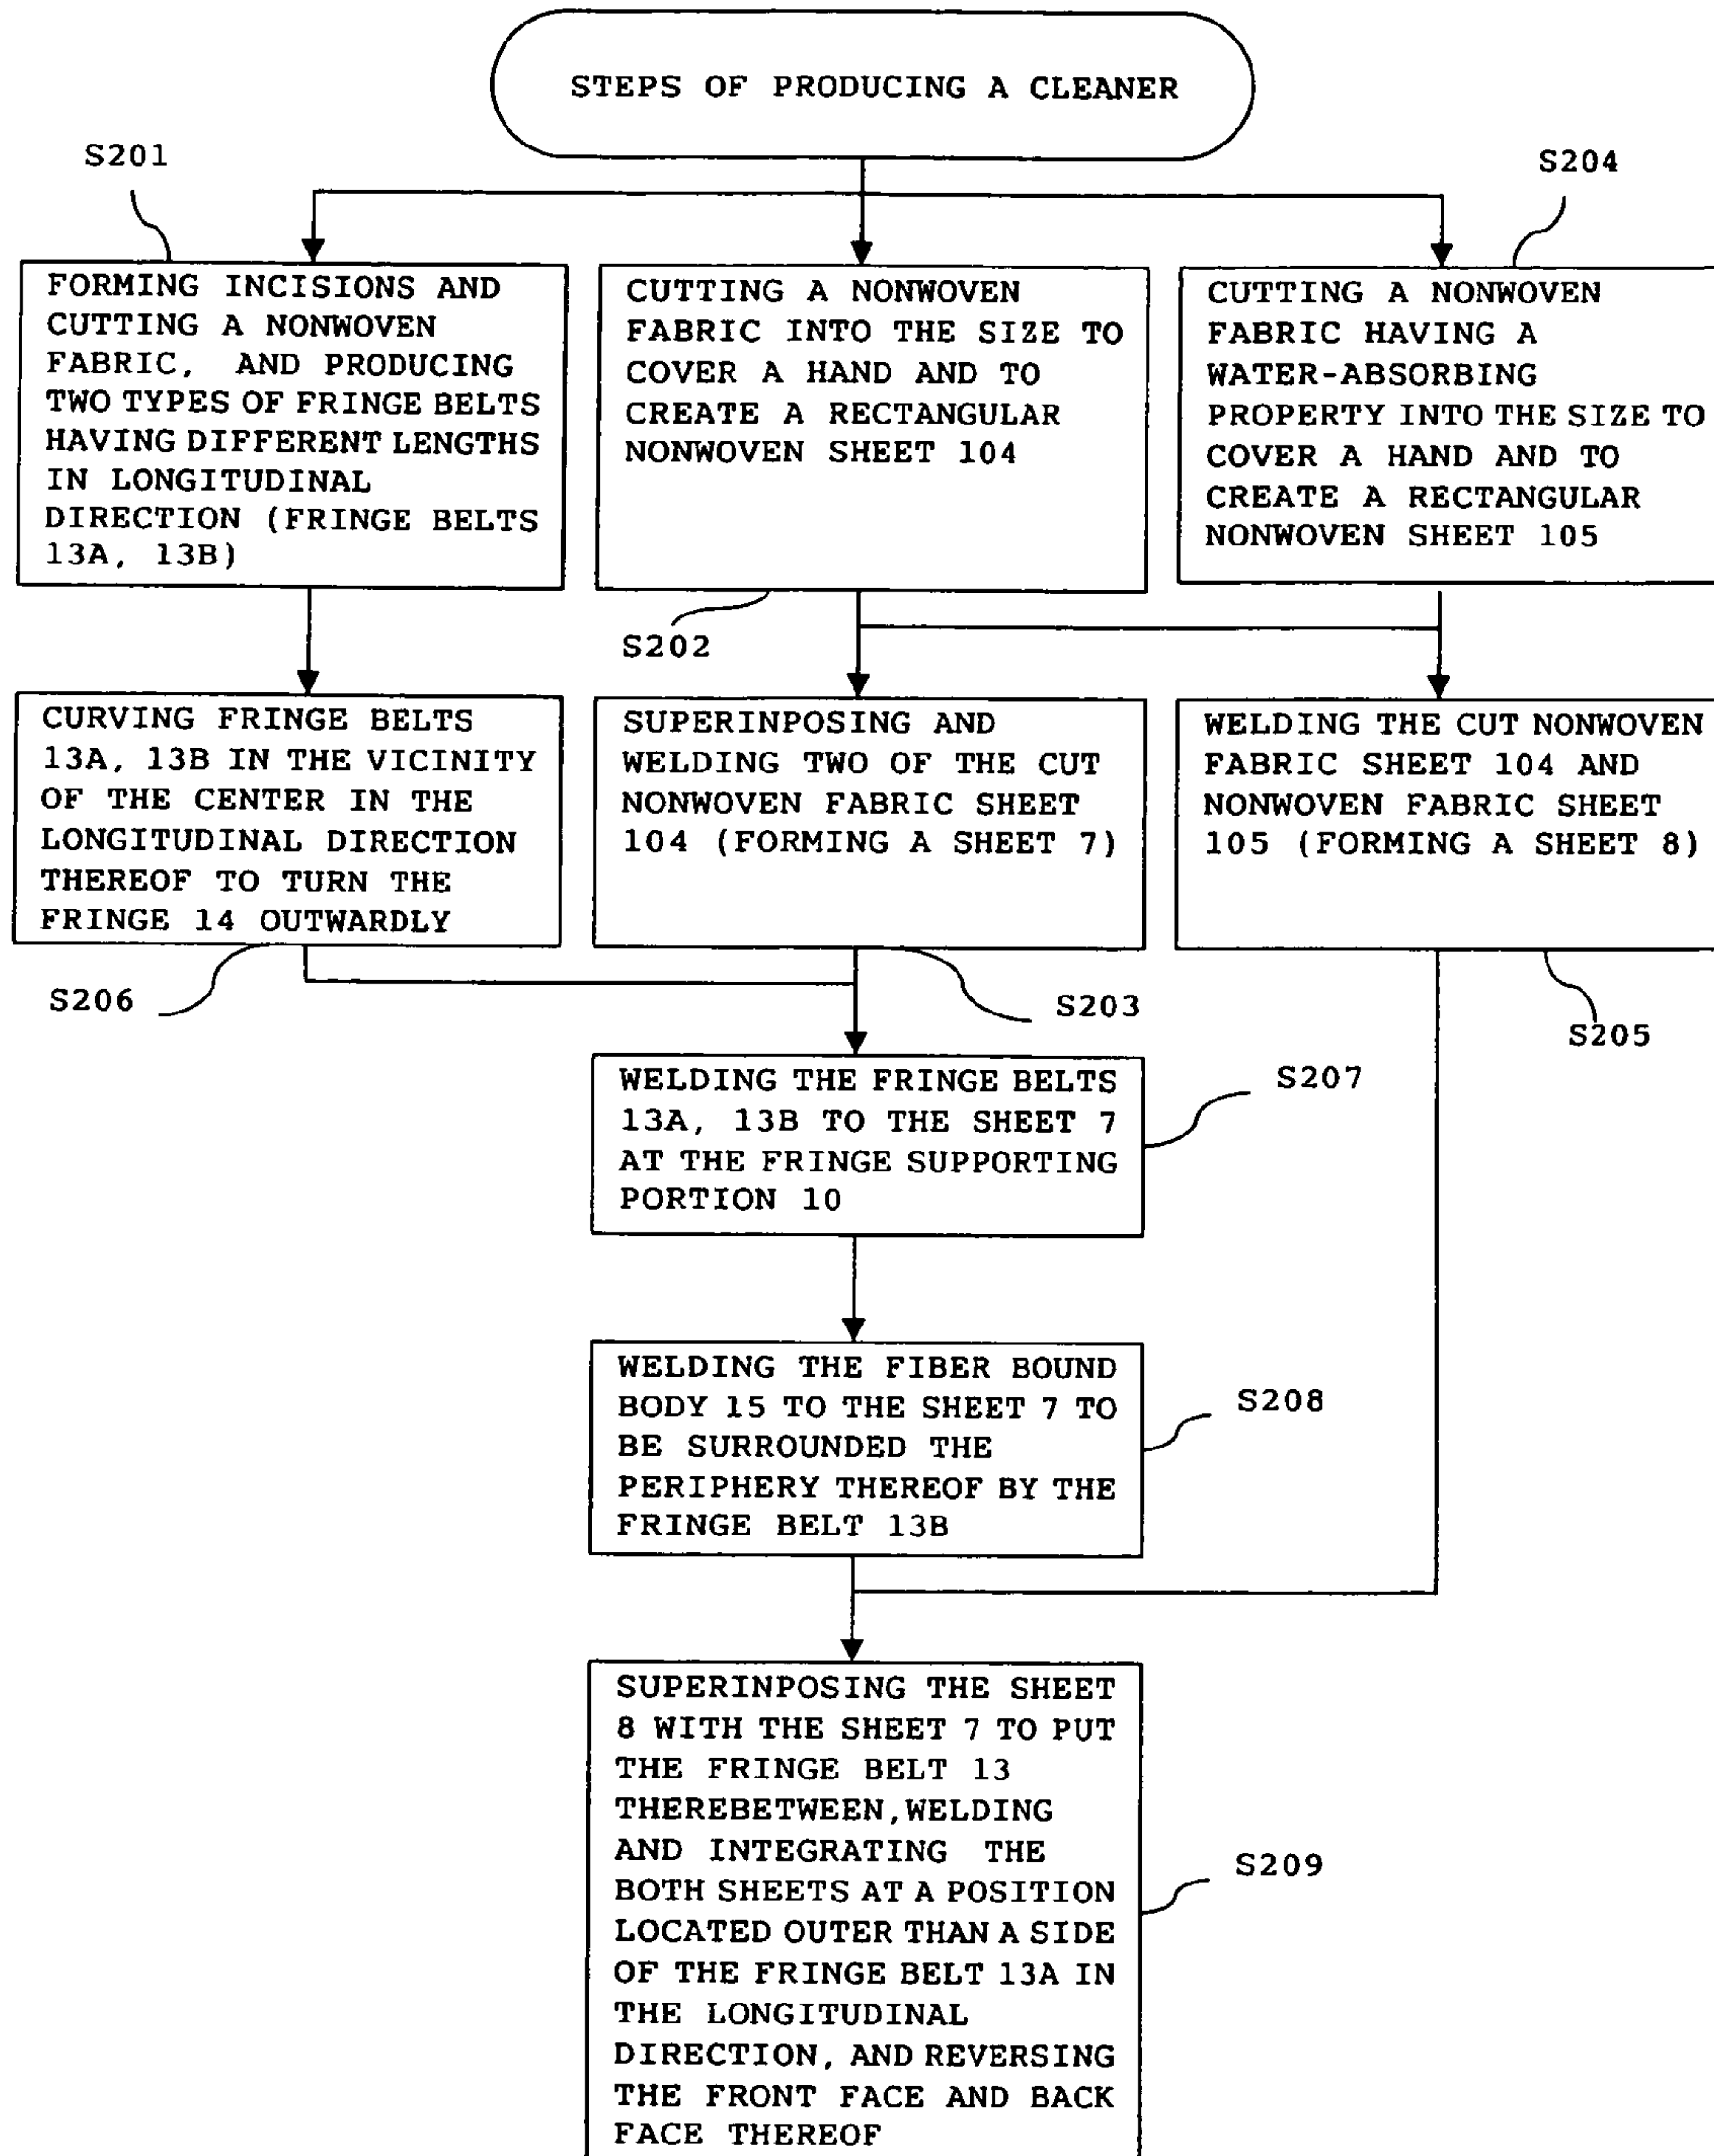 STEPS OF PRODUCING A CLEANER
S201
S204
FORMING INCISIONS AND
CUTTING A NONWOVEN
FABRIC, AND PRODUCING
TWO TYPES OF FRINGE BELTS
HAVING DIFFERENT LENGTHS
IN LONGITUDINAL
DIRECTION (FRINGE BELTS
13A, 13B)
CUTTING A NONWOVEN
FABRIC INTO THE SIZE TO
COVER A HAND AND TO
CREATE A RECTANGULAR
NONWOVEN SHEET 104
CUTTING A NONWOVEN
FABRIC HAVING A
WATER-ABSORBING
PROPERTY INTO THE SIZE TO
COVER A HAND AND TO
CREATE A RECTANGULAR
NONWOVEN SHEET 105
S202
CURVING FRINGE BELTS
13A, 13B IN THE VICINITY
OF THE CENTER IN THE
LONGITUDINAL DIRECTION
THEREOF TO TURN THE
FRINGE 14 OUTWARDLY
SUPERINPOSING AND
WELDING TWO OF THE CUT
NONWOVEN FABRIC SHEET
104 (FORMING A SHEET 7)
WELDING THE CUT NONWOVEN
FABRIC SHEET 104 AND
NONWOVEN FABRIC SHEET
105 (FORMING A SHEET 8)
S206
S203
S205
WELDING THE FRINGE BELTS
13A, 13B TO THE SHEET 7
AT THE FRINGE SUPPORTING
PORTION 10
S207
WELDING THE FIBER BOUND
BODY 15 TO THE SHEET 7 TO
BE SURROUNDED THE
PERIPHERY THEREOF BY THE
FRINGE BELT 13B
S208
SUPERINPOSING THE SHEET
8 WITH THE SHEET 7 TO PUT
THE FRINGE BELT 13
THEREBETWEEN, WELDING
AND INTEGRATING THE
BOTH SHEETS AT A POSITION
LOCATED OUTER THAN A SIDE
OF THE FRINGE BELT 13A IN
THE LONGITUDINAL
DIRECTION, AND REVERSING
THE FRONT FACE AND BACK
FACE THEREOF
S209